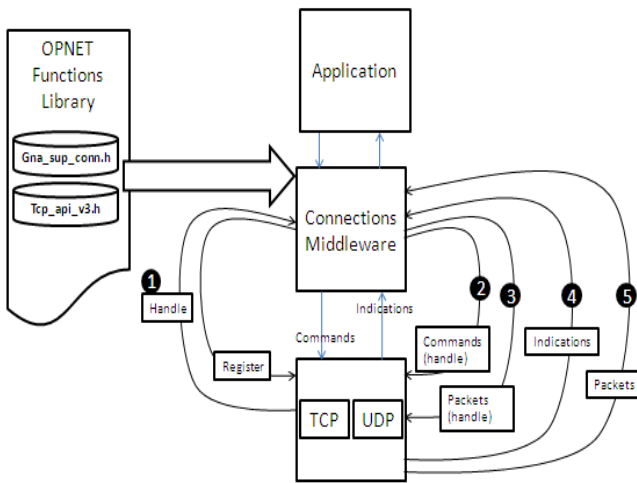 OPNET
Functions
Library
Gna_sup_conn.h
Tcp_api_v3.h
Application
Connections
Middleware
1
Handle
Register
Commands
Indications
2
Commands
(handle)
3
Packets
(handle)
4
Indications
5
Packets
TCP
UDP